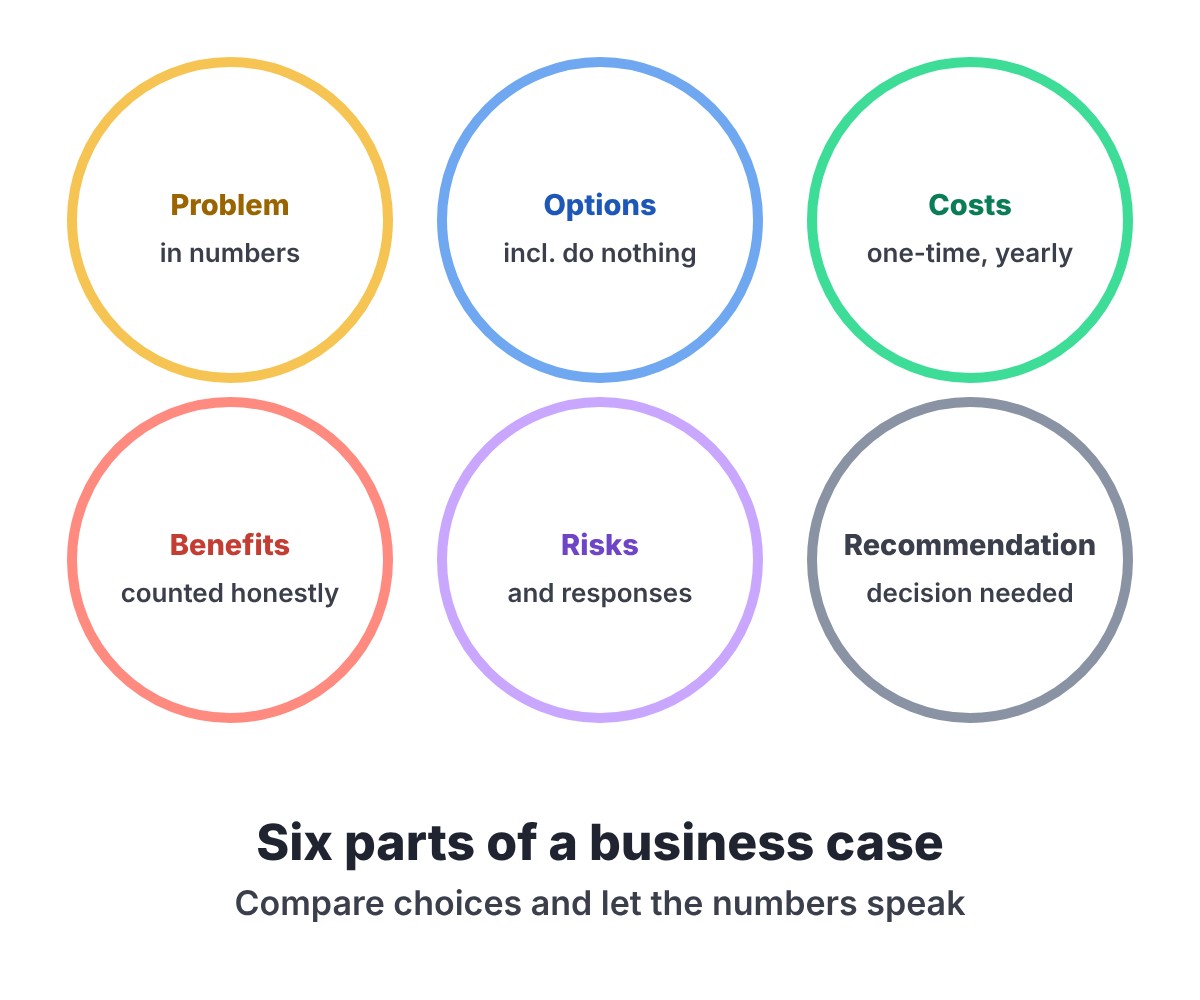 Problem
in numbers
Options
incl. do nothing
Costs
one-time, yearly
Benefits
counted honestly
Risks
and responses
Recommendation
decision needed
Six parts of a business case
Compare choices and let the numbers speak